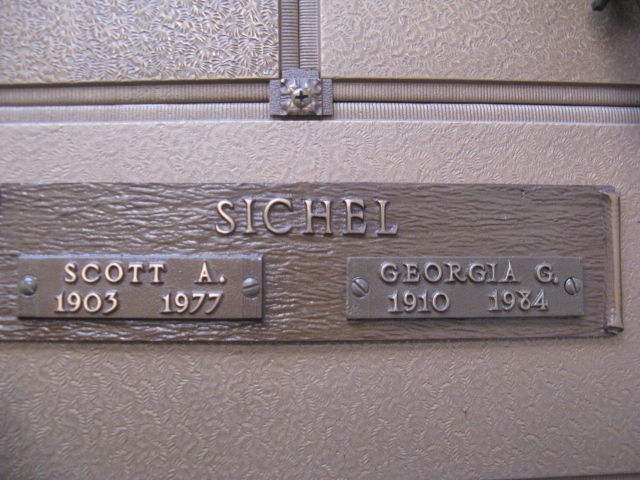 SICHEL
SCOTT A.
1903 1977
GEORGIA G.
1910 1984